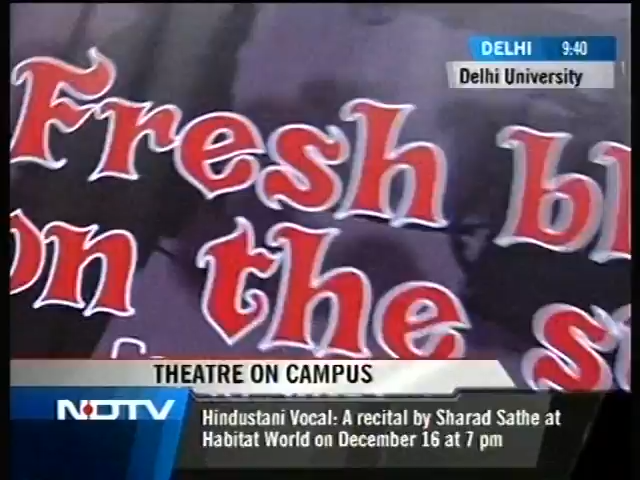 DELHI 9:40
Delhi University
Fresh
on the
THEATRE ON CAMPUS
NDTV
Hindustani Vocal: A recital by Sharad Sathe at
Habitat World on December 16 at 7 pm